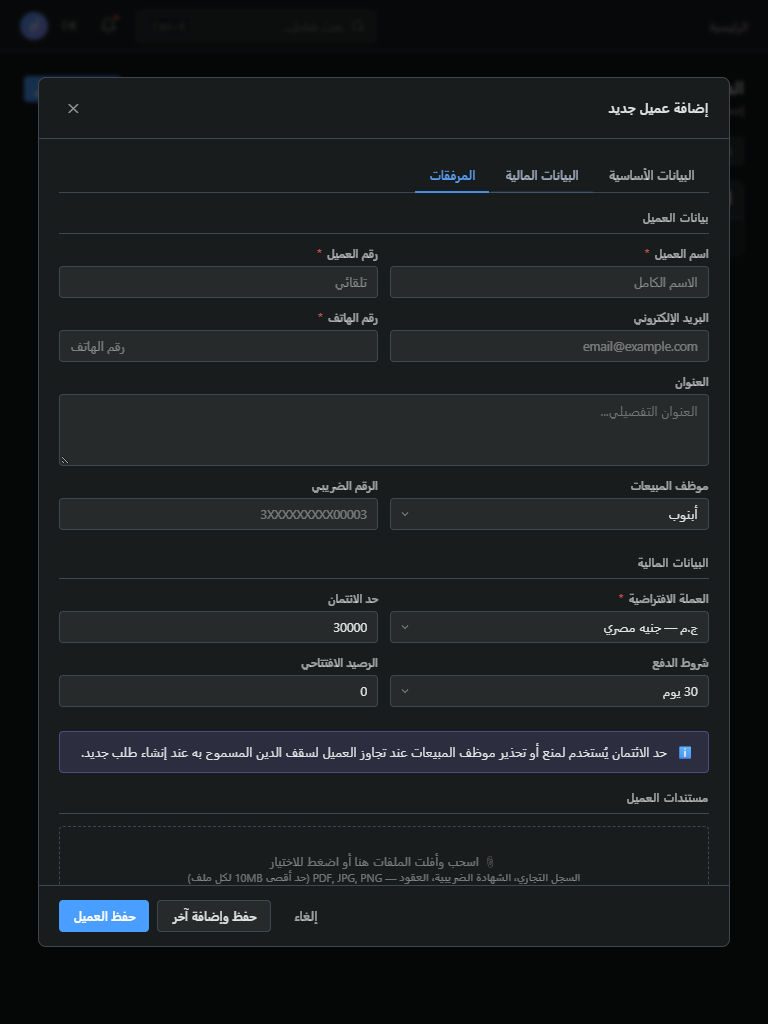 الرئيسية
إضافة عميل جديد
×
البيانات الأساسية
البيانات المالية
المرفقات
بيانات العميل
اسم العميل *
رقم العميل *
الاسم الكامل
تلقائي
البريد الإلكتروني
رقم الهاتف *
email@example.com
رقم الهاتف
العنوان
العنوان التفصيلي...
موظف المبيعات
الرقم الضريبي
أبنوب
3XXXXXXXXX00003
البيانات المالية
العملة الافتراضية *
حد الائتمان
ج.م — جنيه مصري
30000
شروط الدفع
الرصيد الافتتاحي
30 يوم
0
حد الائتمان يُستخدم لمنع أو تحذير موظف المبيعات عند تجاوز العميل لسقف الدين المسموح به عند إنشاء طلب جديد.
مستندات العميل
اسحب وأفلت الملفات هنا أو اضغط للاختيار
السجل التجاري، الشهادة الضريبية، العقود — PDF, JPG, PNG (حد أقصى 10MB لكل ملف)
إلغاء
حفظ وإضافة آخر
حفظ العميل